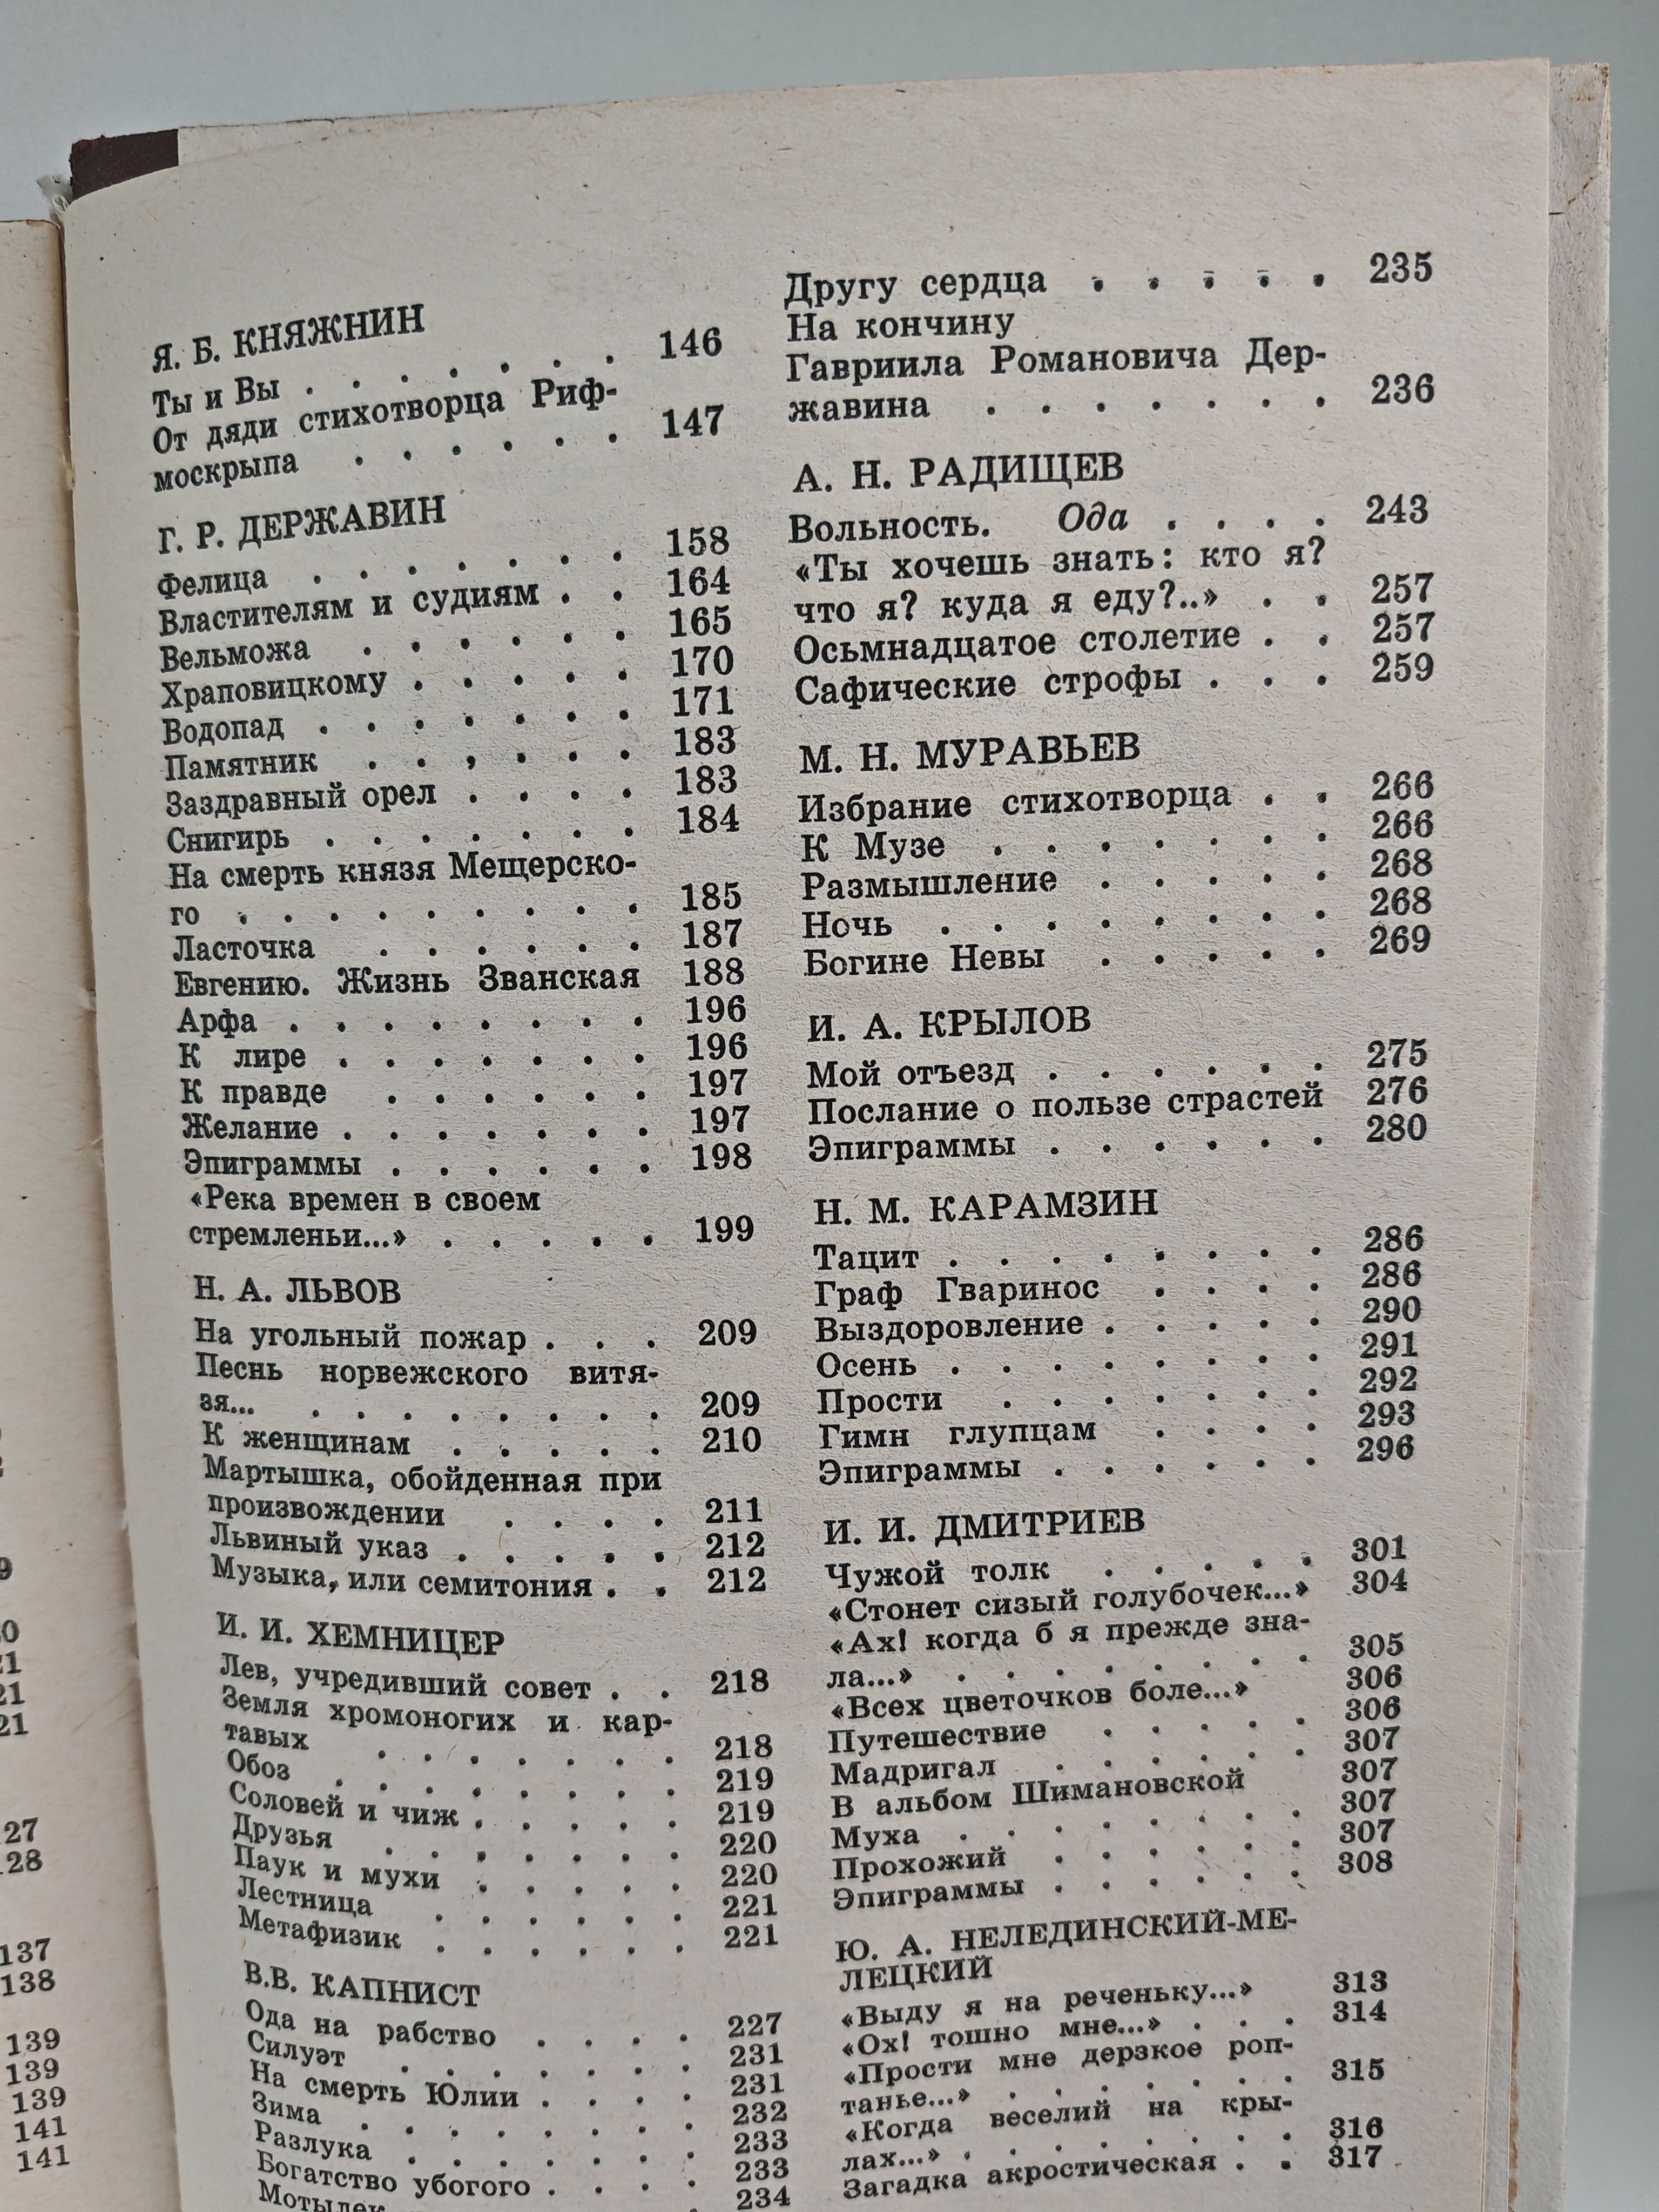 Я. Б. КНЯЖНИН
Ты и Вы . . . . . . . 146
От дяди стихотворца Риф-
москрыпа . . . . . . 147
Г. Р. ДЕРЖАВИН
Фелица . . . . . . . 158
Властителям и судиям . . 164
Вельможа . . . . . . 165
Храповицкому . . . . . 170
Водопад . . . . . . . 171
Памятник . . . . . . 183
Заздравный орел . . . . 183
Снигирь . . . . . . . 184
На смерть князя Мещерско-
го . . . . . . . . . 185
Ласточка . . . . . . 187
Евгению. Жизнь Званская 188
Арфа . . . . . . . . 196
К лире . . . . . . . 196
К правде . . . . . . 197
Желание . . . . . . . 197
Эпиграммы . . . . . . 198
«Река времен в своем
стремленьи...» . . . . . 199
Н. А. ЛЬВОВ
На угольный пожар . . . 209
Песнь норвежского витя-
зя... . . . . . . . . 209
К женщинам . . . . . 210
Мартышка, обойденная при
произвождении . . . . 211
Львиный указ . . . . . 212
Музыка, или семитония . . 212
И. И. ХЕМНИЦЕР
Лев, учредивший совет . . 218
Земля хромоногих и кар-
тавых . . . . . . . 218
Обоз . . . . . . . . 219
Соловей и чиж . . . . . 219
Друзья . . . . . . . 220
Паук и мухи . . . . . 220
Лестница . . . . . . 221
Метафизик . . . . . . 221
В.В. КАПНИСТ
Ода на рабство . . . . 227
Силуэт . . . . . . . 231
На смерть Юлии . . . . 231
Зима . . . . . . . . 232
Разлука . . . . . . . 233
Богатство убогого . . . . 233
Мотылек 234
Другу сердца . . . . . 235
На кончину
Гавриила Романовича Дер-
жавина . . . . . . . 236
А. Н. РАДИЩЕВ
Вольность. Ода . . . . 243
«Ты хочешь знать: кто я?
что я? куда я еду?..» . . 257
Осьмнадцатое столетие . . 257
Сафические строфы . . . 259
М. Н. МУРАВЬЕВ
Избрание стихотворца . . 266
К Музе . . . . . . . 266
Размышление . . . . . 268
Ночь . . . . . . . . 268
Богине Невы . . . . . 269
И. А. КРЫЛОВ
Мой отъезд . . . . . . 275
Послание о пользе страстей 276
Эпиграммы . . . . . . 280
Н. М. КАРАМЗИН
Тацит . . . . . . . . 286
Граф Гваринос . . . . 286
Выздоровление . . . . . 290
Осень . . . . . . . . 291
Прости . . . . . . . 292
Гимн глупцам . . . . 293
Эпиграммы . . . . . . 296
И. И. ДМИТРИЕВ
Чужой толк . . . . . 301
«Стонет сизый голубочек...» 304
«Ах! когда б я прежде зна-
ла...» . . . . . . . . 305
«Всех цветочков боле...» 306
Путешествие . . . . . 306
Мадригал . . . . . . 307
В альбом Шимановской 307
Муха . . . . . . . 307
Прохожий . . . . . 307
Эпиграммы . . . . . . 308
Ю. А. НЕЛЕДИНСКИЙ-МЕ-
ЛЕЦКИЙ
«Выду я на реченьку...» 313
«Ох! тошно мне...» . . . 314
«Прости мне дерзкое роп-
танье...» . . . . . . . 315
«Когда веселий на кры-
лах...» . . . . . . . 316
Загадка акростическая . . 317
27
28
137
138
139
139
139
141
141